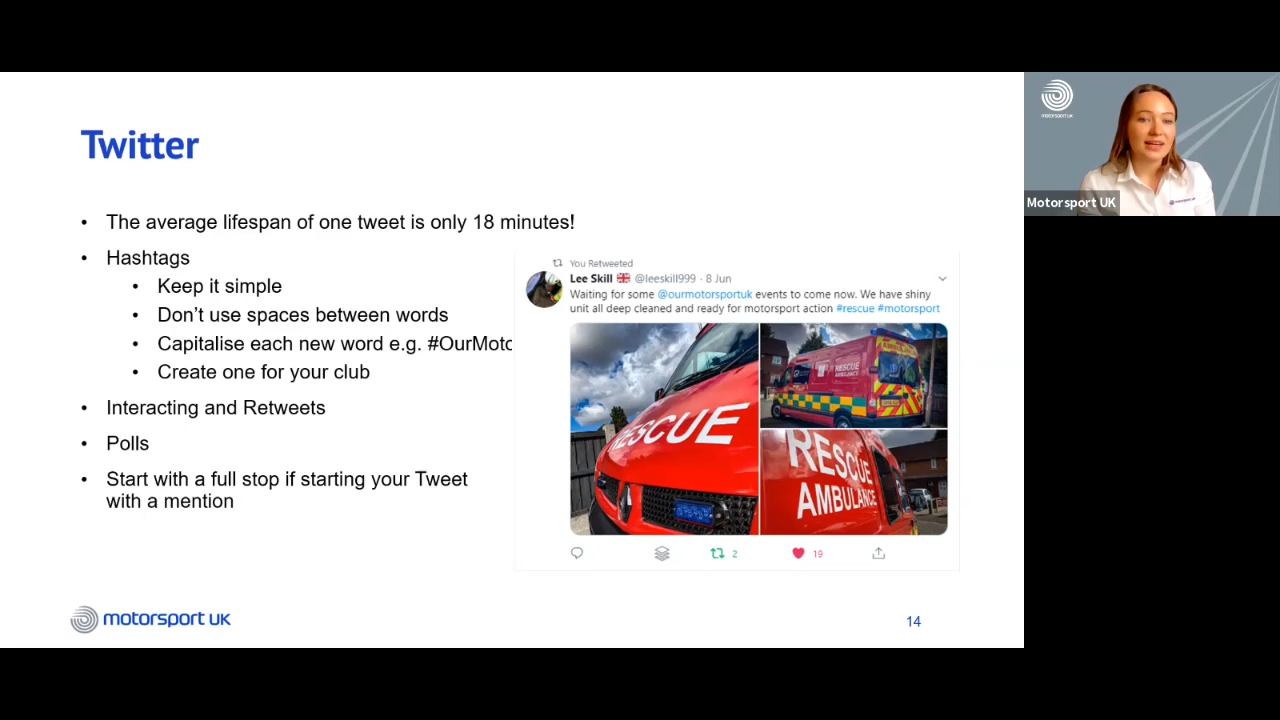 Twitter
• The average lifespan of one tweet is only 18 minutes!
• Hashtags
• Keep it simple
• Don't use spaces between words
• Capitalise each new word e.g. #OurMoto
• Create one for your club
• Interacting and Retweets
• Polls
• Start with a full stop if starting your Tweet
with a mention
You Retweeted
Lee Skill @leeskill999 · 8 Jun
Waiting for some @ourmotorsportuk events to come now. We have shiny
unit all deep cleaned and ready for motorsport action #rescue #motorsport
RESCUE
RESCUE
AMBULANCE
RESCUE
AMBULANCE
2
19
motorsport UK
14
motorsport UK
Motorsport UK